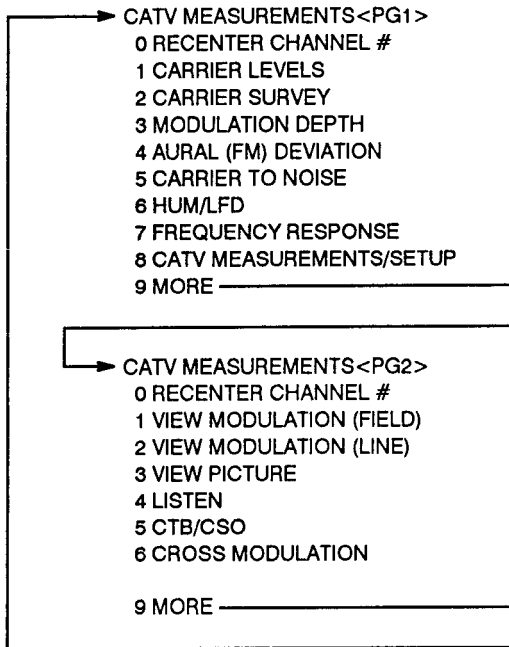 CATV MEASUREMENTS<PG1>
0 RECENTER CHANNEL #
1 CARRIER LEVELS
2 CARRIER SURVEY
3 MODULATION DEPTH
4 AURAL (FM) DEVIATION
5 CARRIER TO NOISE
6 HUM/LFD
7 FREQUENCY RESPONSE
8 CATV MEASUREMENTS/SETUP
9 MORE
CATV MEASUREMENTS<PG2>
0 RECENTER CHANNEL #
1 VIEW MODULATION (FIELD)
2 VIEW MODULATION (LINE)
3 VIEW PICTURE
4 LISTEN
5 CTB/CSO
6 CROSS MODULATION
9 MORE